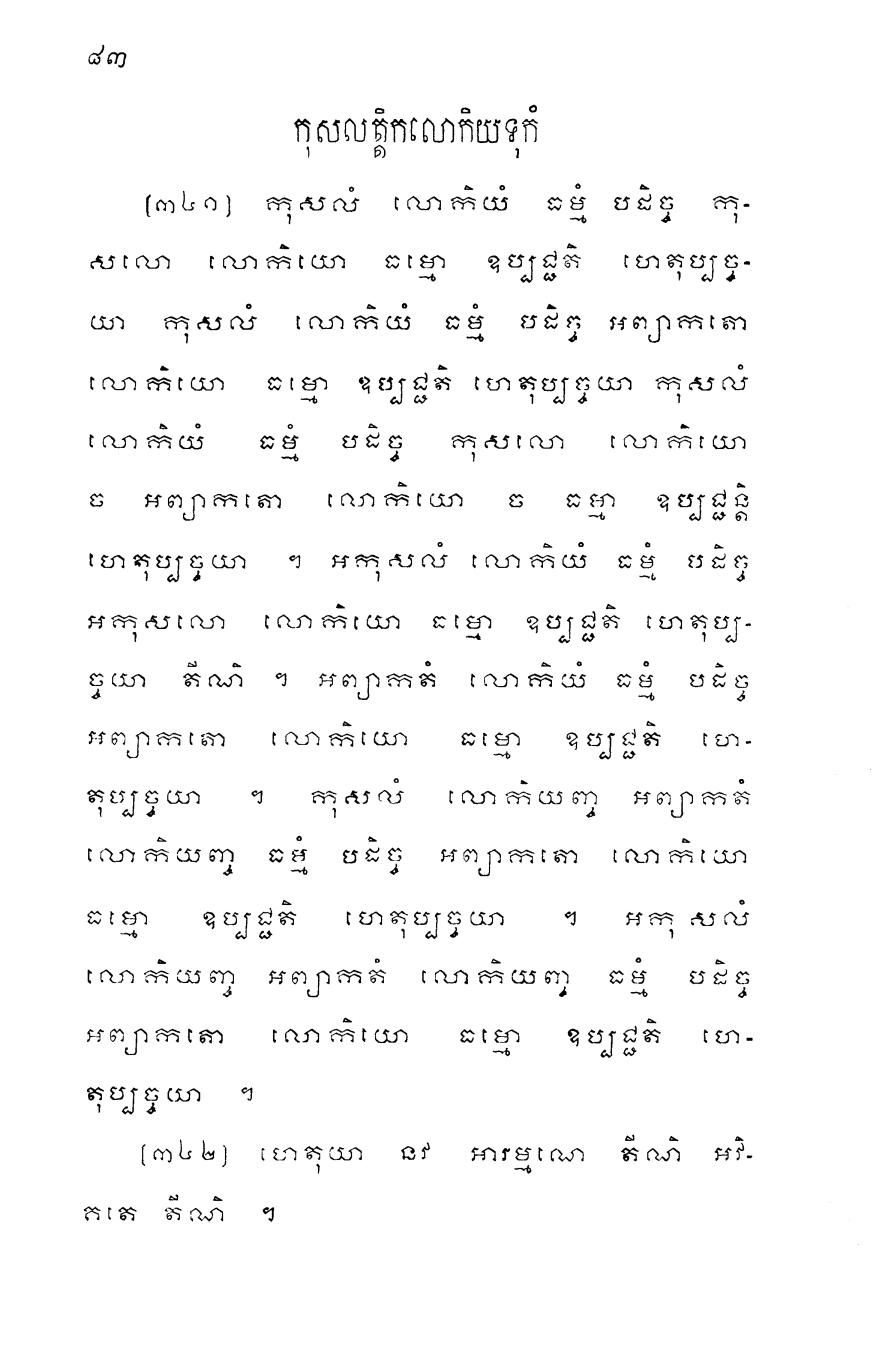 ៨៣
កុសលត្តិកលោកិយទុកំ
(៣៤១) កុសលំ លោកិយំ ធម្មំ បដិច្ច កុ-
សលោ លោកិយោ ធម្មោ ឧប្បជ្ជតិ ហេតុប្បច្ច-
យា កុសលំ លោកិយំ ធម្មំ បដិច្ច អព្យាកតោ
លោកិយោ ធម្មោ ឧប្បជ្ជតិ ហេតុប្បច្ចយា កុសលំ
លោកិយំ ធម្មំ បដិច្ច កុសលោ លោកិយោ
ច អព្យាកតោ លោកិយោ ច ធម្មា ឧប្បជ្ជន្តិ
ហេតុប្បច្ចយា ។ អកុសលំ លោកិយំ ធម្មំ បដិច្ច
អកុសលោ លោកិយោ ធម្មោ ឧប្បជ្ជតិ ហេតុប្ប-
ច្ចយា តីណិ ។ អព្យាកតំ លោកិយំ ធម្មំ បដិច្ច
អព្យាកតោ លោកិយោ ធម្មោ ឧប្បជ្ជតិ ហេ-
តុប្បច្ចយា ។ កុសលំ លោកិយញ្ច អព្យាកតំ
លោកិយញ្ច ធម្មំ បដិច្ច អព្យាកតោ លោកិយោ
ធម្មោ ឧប្បជ្ជតិ ហេតុប្បច្ចយា ។ អកុសលំ
លោកិយញ្ច អព្យាកតំ លោកិយញ្ច ធម្មំ បដិច្ច
អព្យាកតោ លោកិយោ ធម្មោ ឧប្បជ្ជតិ ហេ-
តុប្បច្ចយា ។
(៣៤២) ហេតុយា នវ អារម្មណេ តីណិ អវិ-
គតេ តីណិ ។